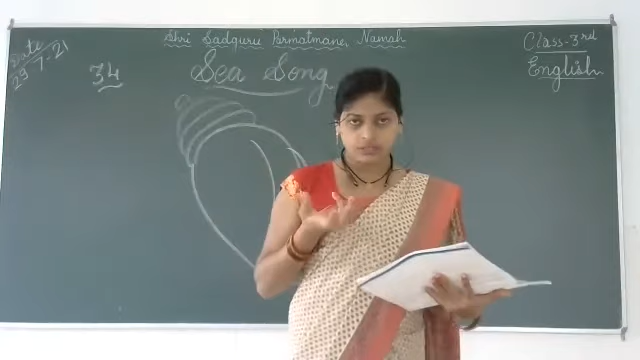 Shri Sadguru Parmatmane Namah
Date
29-7-21
34
Sea Song
Class-3rd
English